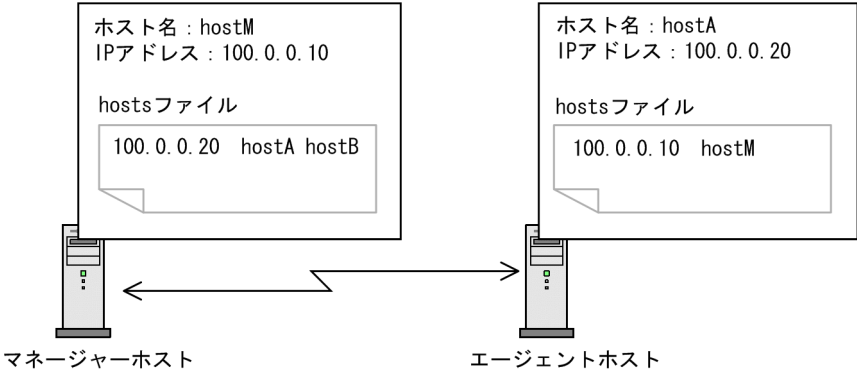 ホスト名：hostM
IPアドレス：100.0.0.10
hostsファイル
100.0.0.20 hostA hostB
ホスト名：hostA
IPアドレス：100.0.0.20
hostsファイル
100.0.0.10 hostM
マネージャーホスト
エージェントホスト